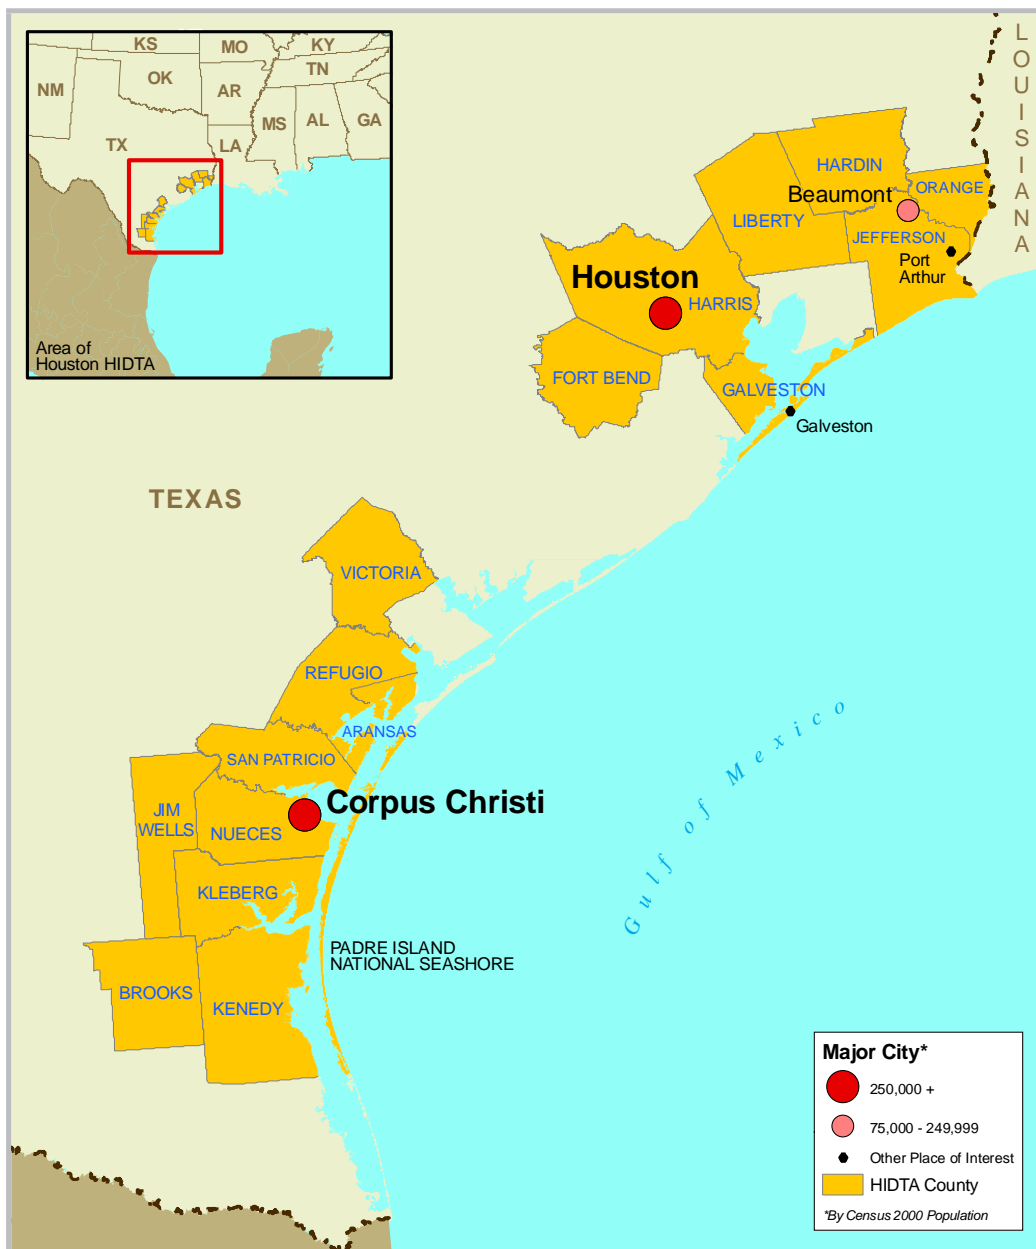 KS
MO
KY
NM
OK
AR
TN
MS
AL
GA
TX
LA
Area of
Houston HIDTA
LOUISIANA
HARDIN
Beaumont
ORANGE
LIBERTY
JEFFERSON
Port
Arthur
Houston
HARRIS
FORT BEND
GALVESTON
Galveston
TEXAS
VICTORIA
REFUGIO
ARANSAS
SAN PATRICIO
Corpus Christi
JIM
WELLS
NUECES
KLEBERG
PADRE ISLAND
NATIONAL SEASHORE
BROOKS
KENEDY
Gulf of Mexico
Major City*
250,000 +
75,000 - 249,999
Other Place of Interest
HIDTA County
*By Census 2000 Population